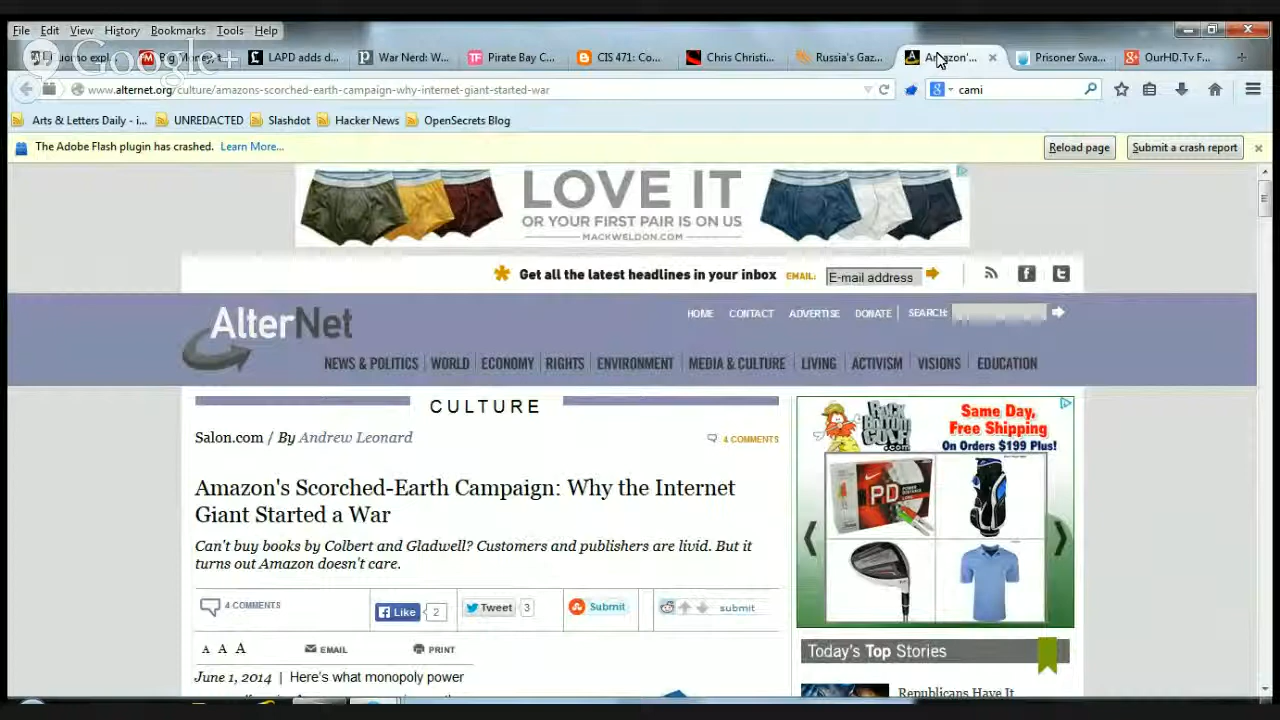 File Edit View History Bookmarks Tools Help
Google+
LAPD adds d...
War Nerd: W...
Pirate Bay C...
CIS 471: Co...
Chris Christi...
Russia's Gaz...
Prisoner Swa...
OurHD.Tv F...
www.alternet.org/culture/amazons-scorched-earth-campaign-why-internet-giant-started-war
cami
Arts & Letters Daily - i...
UNREDACTED
Slashdot
Hacker News
OpenSecrets Blog
The Adobe Flash plugin has crashed. Learn More...
Reload page
Submit a crash report
LOVE IT
OR YOUR FIRST PAIR IS ON US
MACKWELDON.COM
Get all the latest headlines in your inbox
EMAIL:
E-mail address
AlterNet
HOME CONTACT ADVERTISE DONATE SEARCH:
NEWS & POLITICS WORLD ECONOMY RIGHTS ENVIRONMENT MEDIA & CULTURE LIVING ACTIVISM VISIONS EDUCATION
CULTURE
Salon.com / By Andrew Leonard
4 COMMENTS
Amazon's Scorched-Earth Campaign: Why the Internet
Giant Started a War
Can't buy books by Colbert and Gladwell? Customers and publishers are livid. But it
turns out Amazon doesn't care.
4 COMMENTS
Like 2
Tweet 3
Submit
submit
A A A
EMAIL
PRINT
June 1, 2014 | Here's what monopoly power
ROCK BOTTOM GOLF.com
Same Day,
Free Shipping
On Orders $199 Plus!
PD
Today's Top Stories
Republicans Have It